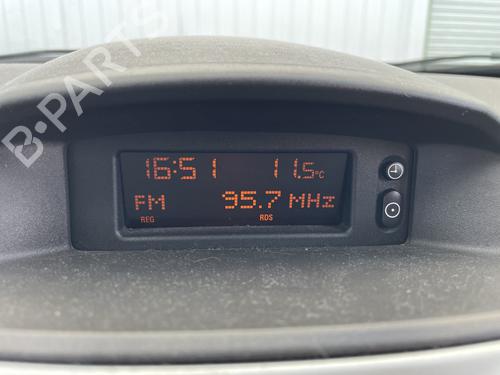 16:51 11.5°C
FM 95.7 MHz
REG RDS
B-PARTS